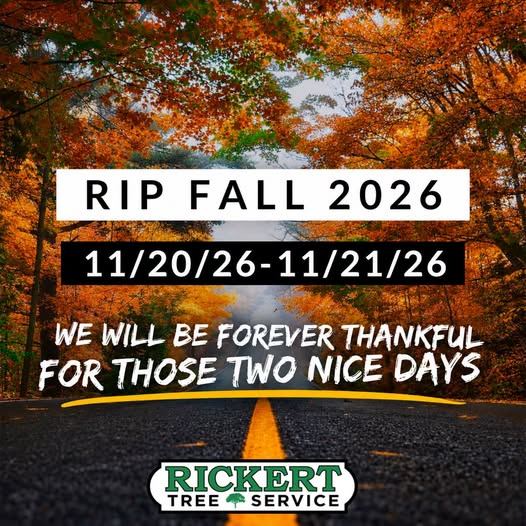 RIP FALL 2026
11/20/26-11/21/26
WE WILL BE FOREVER THANKFUL
FOR THOSE TWO NICE DAYS
RICKERT
TREE SERVICE